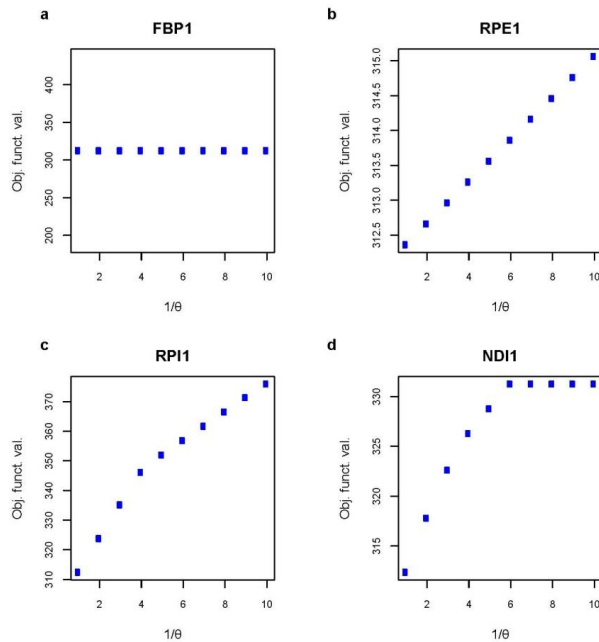 a
FBP1
Obj. funct. val.
400
350
300
250
200
2 4 6 8 10
1/θ
b
RPE1
Obj. funct. val.
315.0
314.5
314.0
313.5
313.0
312.5
2 4 6 8 10
1/θ
c
RPI1
Obj. funct. val.
370
360
350
340
330
320
310
2 4 6 8 10
1/θ
d
NDI1
Obj. funct. val.
330
325
320
315
2 4 6 8 10
1/θ